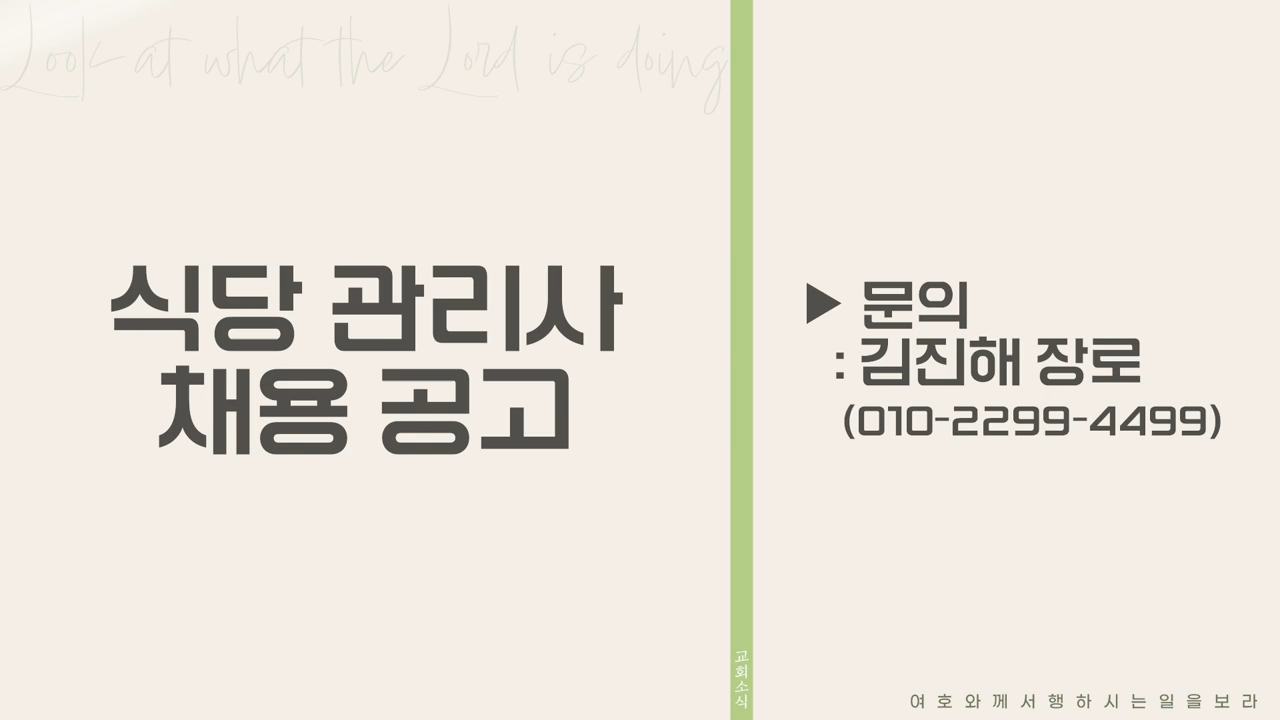 Look at what the Lord is doing
식당 관리사
채용 공고
▶ 문의
: 김진해 장로
(010-2299-4499)
교회소식
여호와께서행하시는일을보라